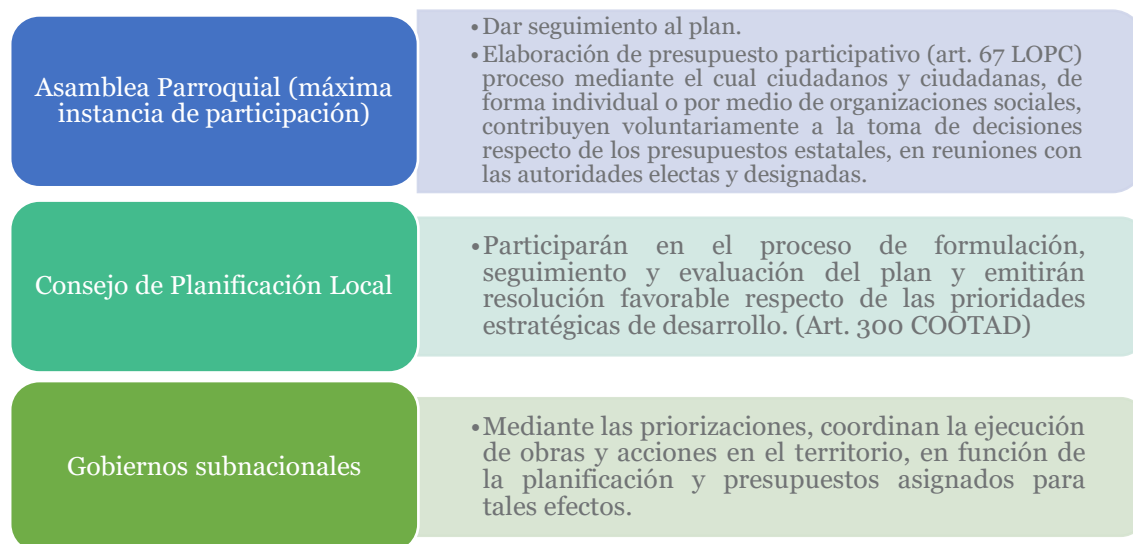 Asamblea Parroquial (máxima
instancia de participación)
•Dar seguimiento al plan.
•Elaboración de presupuesto participativo (art. 67 LOPC)
proceso mediante el cual ciudadanos y ciudadanas, de
forma individual o por medio de organizaciones sociales,
contribuyen voluntariamente a la toma de decisiones
respecto de los presupuestos estatales, en reuniones con
las autoridades electas y designadas.
Consejo de Planificación Local
•Participarán en el proceso de formulación,
seguimiento y evaluación del plan y emitirán
resolución favorable respecto de las prioridades
estratégicas de desarrollo. (Art. 300 COOTAD)
Gobiernos subnacionales
•Mediante las priorizaciones, coordinan la ejecución
de obras y acciones en el territorio, en función de
la planificación y presupuestos asignados para
tales efectos.